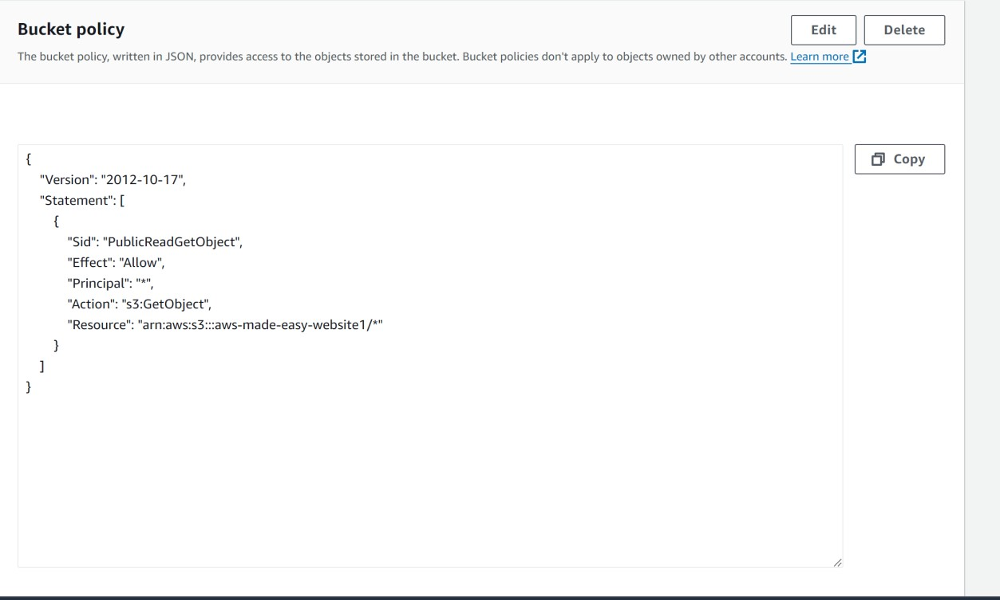 Bucket policy
Edit
Delete
The bucket policy, written in JSON, provides access to the objects stored in the bucket. Bucket policies don't apply to objects owned by other accounts. Learn more
Copy
{
"Version": "2012-10-17",
"Statement": [
{
"Sid": "PublicReadGetObject",
"Effect": "Allow",
"Principal": "*",
"Action": "s3:GetObject",
"Resource": "arn:aws:s3:::aws-made-easy-website1/*"
}
]
}